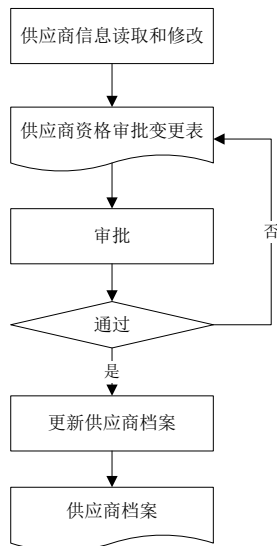 供应商信息读取和修改
供应商资格审批变更表
审批
否
通过
是
更新供应商档案
供应商档案